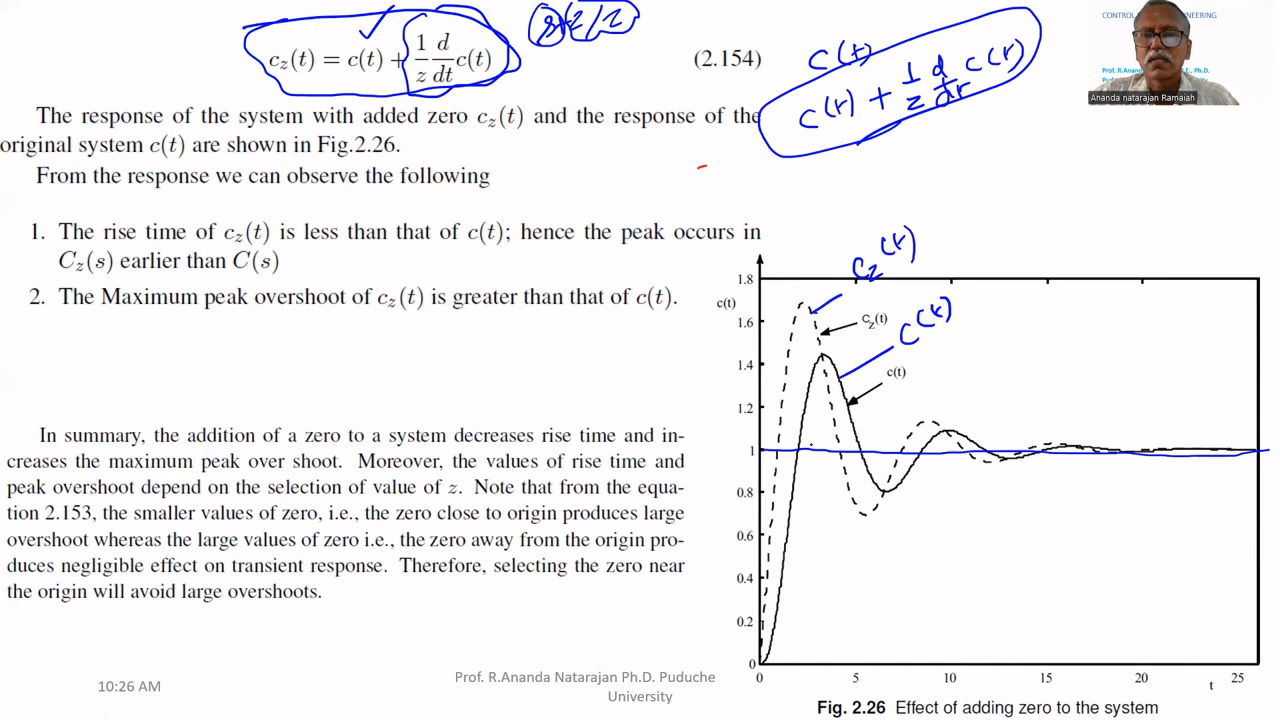 c_z(t) = c(t) + 1/z d/dt c(t) (2.154)
c(t)
c(t) + 1/z d/dt c(t)
CONTROL
EERING
Prof. R.Anan
E., Ph.D.
Pudu
Ananda natarajan Ramaiah
The response of the system with added zero c_z(t) and the response of the
original system c(t) are shown in Fig.2.26.
From the response we can observe the following
1. The rise time of c_z(t) is less than that of c(t); hence the peak occurs in
C_z(s) earlier than C(s)
2. The Maximum peak overshoot of c_z(t) is greater than that of c(t).
In summary, the addition of a zero to a system decreases rise time and in-
creases the maximum peak over shoot. Moreover, the values of rise time and
peak overshoot depend on the selection of value of z. Note that from the equa-
tion 2.153, the smaller values of zero, i.e., the zero close to origin produces large
overshoot whereas the large values of zero i.e., the zero away from the origin pro-
duces negligible effect on transient response. Therefore, selecting the zero near
the origin will avoid large overshoots.
C_z(t)
C(t)
c(t)
C_z(t)
c(t)
1.8
1.6
1.4
1.2
1
0.8
0.6
0.4
0.2
0
0 5 10 15 20 25
t
Fig. 2.26 Effect of adding zero to the system
10:26 AM
Prof. R.Ananda Natarajan Ph.D. Puduche
University